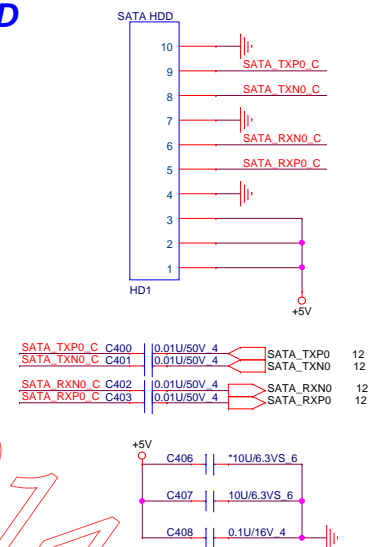 D
SATA HDD
10
9 SATA_TXP0_C
8 SATA_TXN0_C
7
6 SATA_RXN0_C
5 SATA_RXP0_C
4
3
2
1
HD1
+5V
SATA_TXP0_C C400 0.01U/50V_4 SATA_TXP0 12
SATA_TXN0_C C401 0.01U/50V_4 SATA_TXN0 12
SATA_RXN0_C C402 0.01U/50V_4 SATA_RXN0 12
SATA_RXP0_C C403 0.01U/50V_4 SATA_RXP0 12
+5V
C406 *10U/6.3VS_6
C407 10U/6.3VS_6
C408 0.1U/16V_4